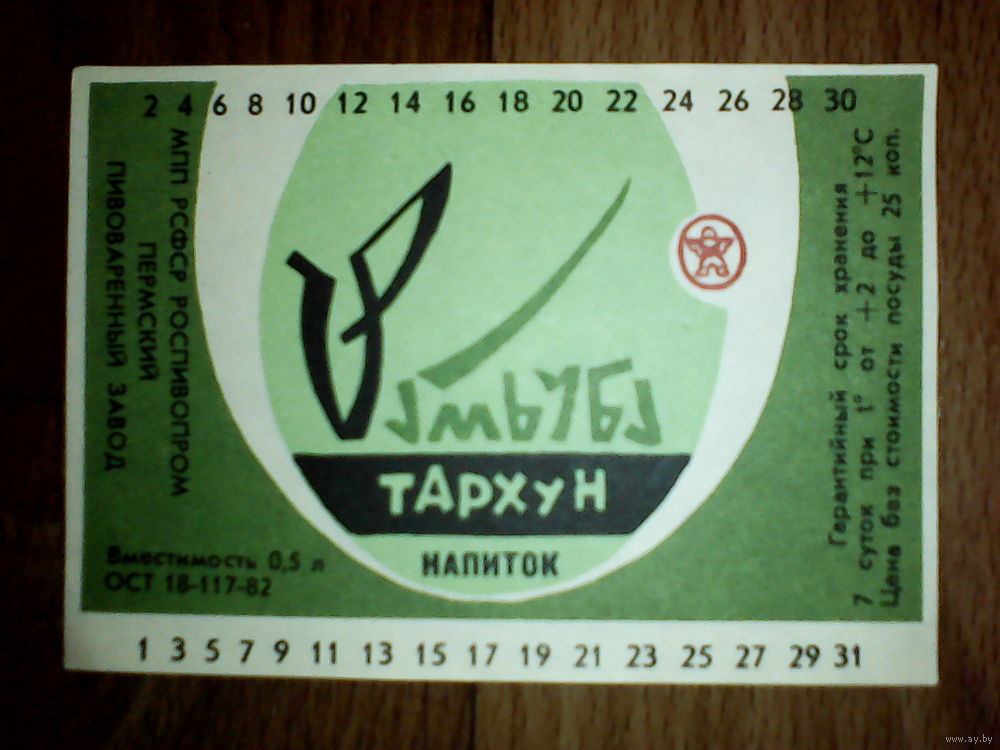 2 4 6 8 10 12 14 16 18 20 22 24 26 28 30
МПП РСФСР РОСПИВОПРОМ
ПЕРМСКИЙ
ПИВОВАРЕННЫЙ ЗАВОД
ТАРХУН
НАПИТОК
Вместимость 0,5 л
ОСТ 18-117-82
Гарантийный срок хранения
7 суток при t° от +2 до +12°С
Цена без стоимости посуды 25 коп.
1 3 5 7 9 11 13 15 17 19 21 23 25 27 29 31
www.ay.by